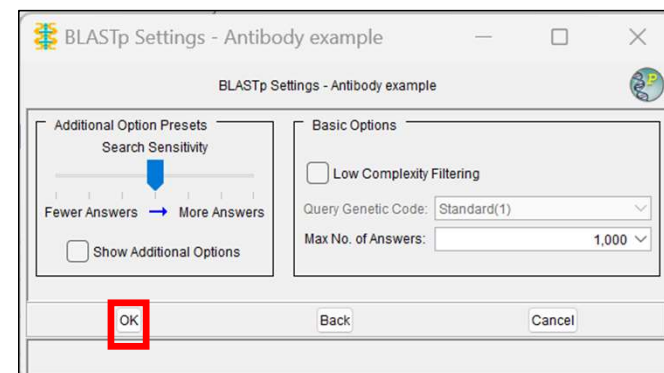 BLASTp Settings - Antibody example
BLASTp Settings - Antibody example
Additional Option Presets
Search Sensitivity
Fewer Answers → More Answers
Show Additional Options
Basic Options
Low Complexity Filtering
Query Genetic Code: Standard(1)
Max No. of Answers: 1,000
OK Back Cancel